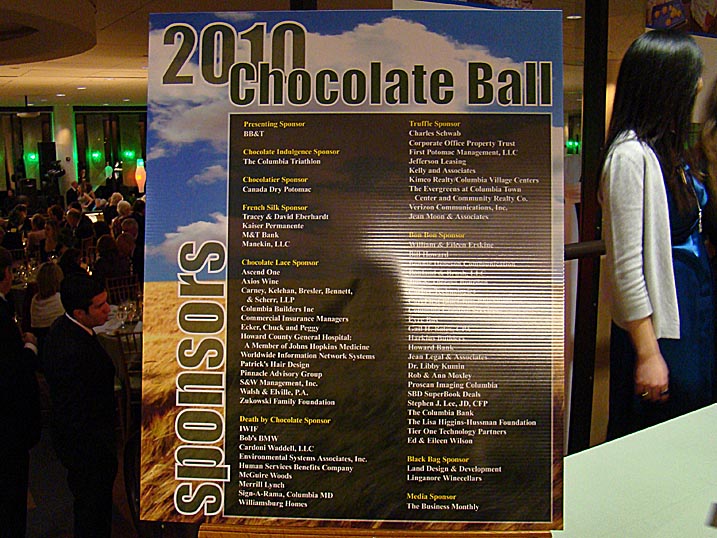 2010
Chocolate Ball
sponsors
Presenting Sponsor
BB&T
Chocolate Indulgence Sponsor
The Columbia Triathlon
Chocolatier Sponsor
Canada Dry Potomac
French Silk Sponsor
Tracey & David Eberhardt
Kaiser Permanente
M&T Bank
Manekin, LLC
Chocolate Lace Sponsor
Ascend One
Axios Wine
Carney, Kelehan, Bresler, Bennett,
& Scherr, LLP
Columbia Builders Inc
Commercial Insurance Managers
Ecker, Chuck and Peggy
Howard County General Hospital:
A Member of Johns Hopkins Medicine
Worldwide Information Network Systems
Patrick's Hair Design
Pinnacle Advisory Group
S&W Management, Inc.
Walsh & Elville, P.A.
Zukowski Family Foundation
Death by Chocolate Sponsor
IWIF
Bob's BMW
Cardoni Waddell, LLC
Environmental Systems Associates, Inc.
Human Services Benefits Company
McGuire Woods
Merrill Lynch
Sign-A-Rama, Columbia MD
Williamsburg Homes
Truffle Sponsor
Charles Schwab
Corporate Office Property Trust
First Potomac Management, LLC
Jefferson Leasing
Kelly and Associates
Kimco Realty/Columbia Village Centers
The Evergreens at Columbia Town
Center and Community Realty Co.
Verizon Communications, Inc.
Jean Moon & Associates
Bon Bon Sponsor
William & Eileen Erskine
Bill Howard
Communication
Howard Bank
Jean Legal & Associates
Dr. Libby Kumin
Rob & Ann Moxley
Proscan Imaging Columbia
SBD SuperBook Deals
Stephen J. Lee, JD, CFP
The Columbia Bank
The Lisa Higgins-Hussman Foundation
Tier One Technology Partners
Ed & Eileen Wilson
Black Bag Sponsor
Land Design & Development
Linganore Winecellars
Media Sponsor
The Business Monthly